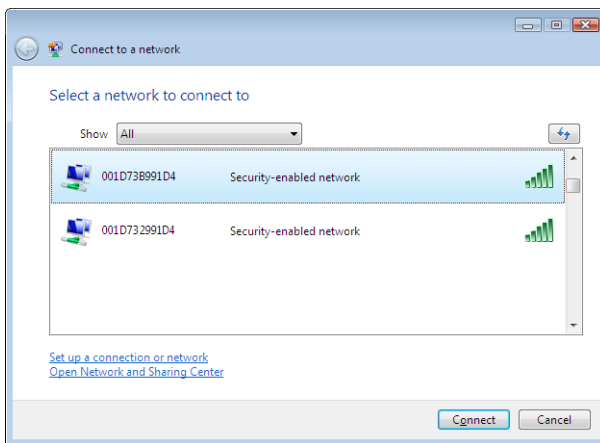 Connect to a network
Select a network to connect to
Show All
001D73B991D4 Security-enabled network
001D732991D4 Security-enabled network
Set up a connection or network
Open Network and Sharing Center
Connect Cancel